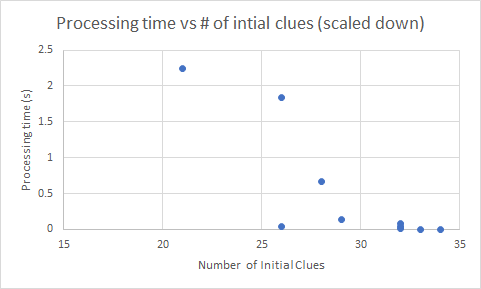 Processing time vs # of intial clues (scaled down)
2.5
2
1.5
1
0.5
0
Processing time (s)
15 20 25 30 35
Number of Initial Clues